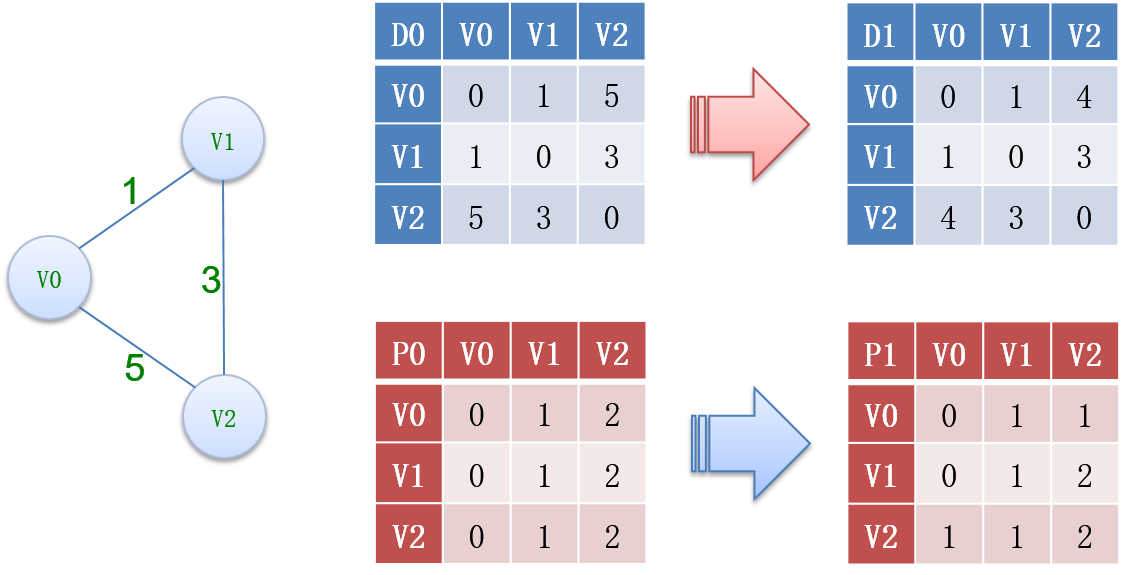 V1
1
V0
3
5
V2
D0 V0 V1 V2
V0 0 1 5
V1 1 0 3
V2 5 3 0
D1 V0 V1 V2
V0 0 1 4
V1 1 0 3
V2 4 3 0
P0 V0 V1 V2
V0 0 1 2
V1 0 1 2
V2 0 1 2
P1 V0 V1 V2
V0 0 1 1
V1 0 1 2
V2 1 1 2